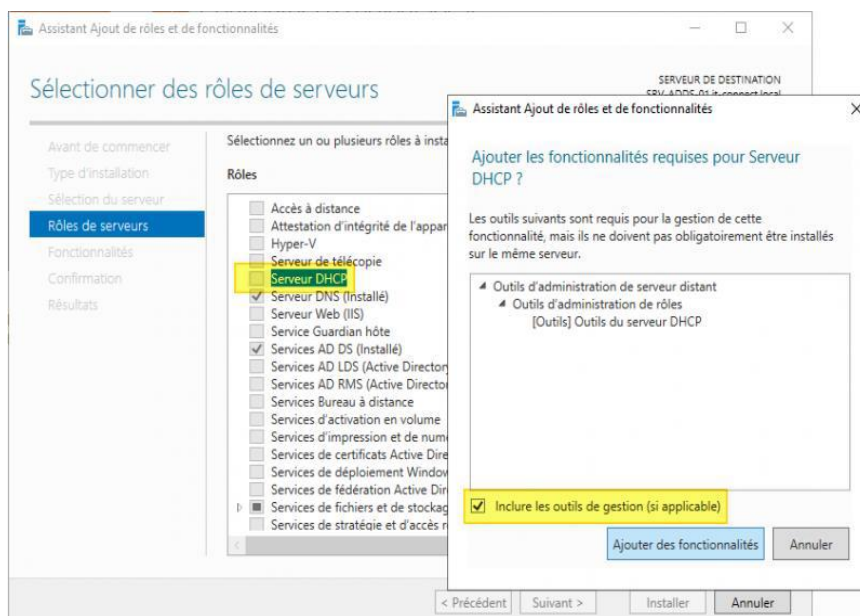 Assistant Ajout de rôles et de fonctionnalités
Sélectionner des rôles de serveurs
SERVEUR DE DESTINATION
SRV-ADDS-01.it-connect.local
Avant de commencer
Type d'installation
Sélection du serveur
Rôles de serveurs
Fonctionnalités
Confirmation
Résultats
Sélectionnez un ou plusieurs rôles à insta
Rôles
Accès à distance
Attestation d'intégrité de l'appar
Hyper-V
Serveur de télécopie
Serveur DHCP
Serveur DNS (Installé)
Serveur Web (IIS)
Service Guardian hôte
Services AD DS (Installé)
Services AD LDS (Active Directory
Services AD RMS (Active Director
Services Bureau à distance
Services d'activation en volume
Services d'impression et de num
Services de certificats Active Dire
Services de déploiement Window
Services de fédération Active Dir
Services de fichiers et de stockag
Services de stratégie et d'accès r
< Précédent
Suivant >
Installer
Annuler
Assistant Ajout de rôles et de fonctionnalités
Ajouter les fonctionnalités requises pour Serveur
DHCP ?
Les outils suivants sont requis pour la gestion de cette
fonctionnalité, mais ils ne doivent pas obligatoirement être installés
sur le même serveur.
Outils d'administration de serveur distant
Outils d'administration de rôles
[Outils] Outils du serveur DHCP
Inclure les outils de gestion (si applicable)
Ajouter des fonctionnalités
Annuler